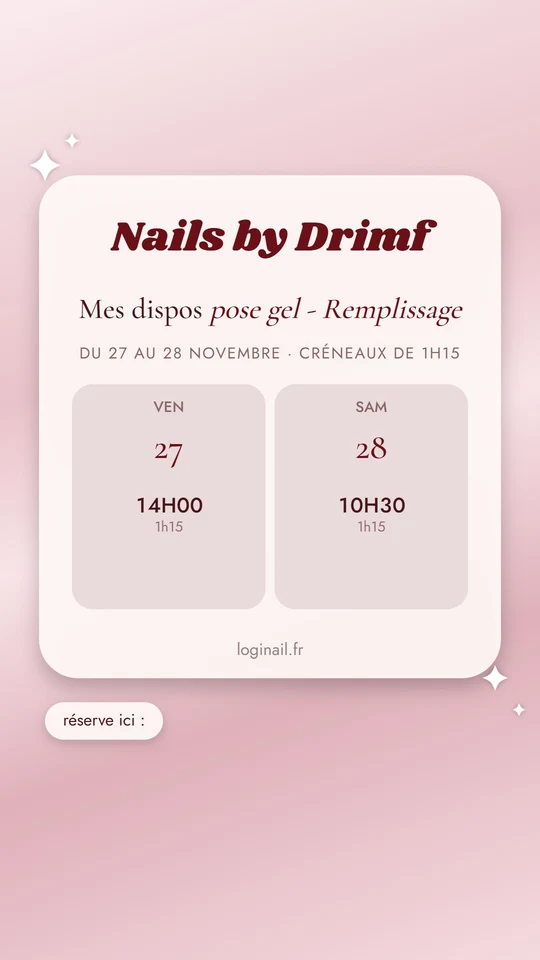 Nails by Drimf
Mes dispos pose gel - Remplissage
DU 27 AU 28 NOVEMBRE · CRÉNEAUX DE 1H15
VEN
27
14H00
1h15
SAM
28
10H30
1h15
loginail.fr
réserve ici :